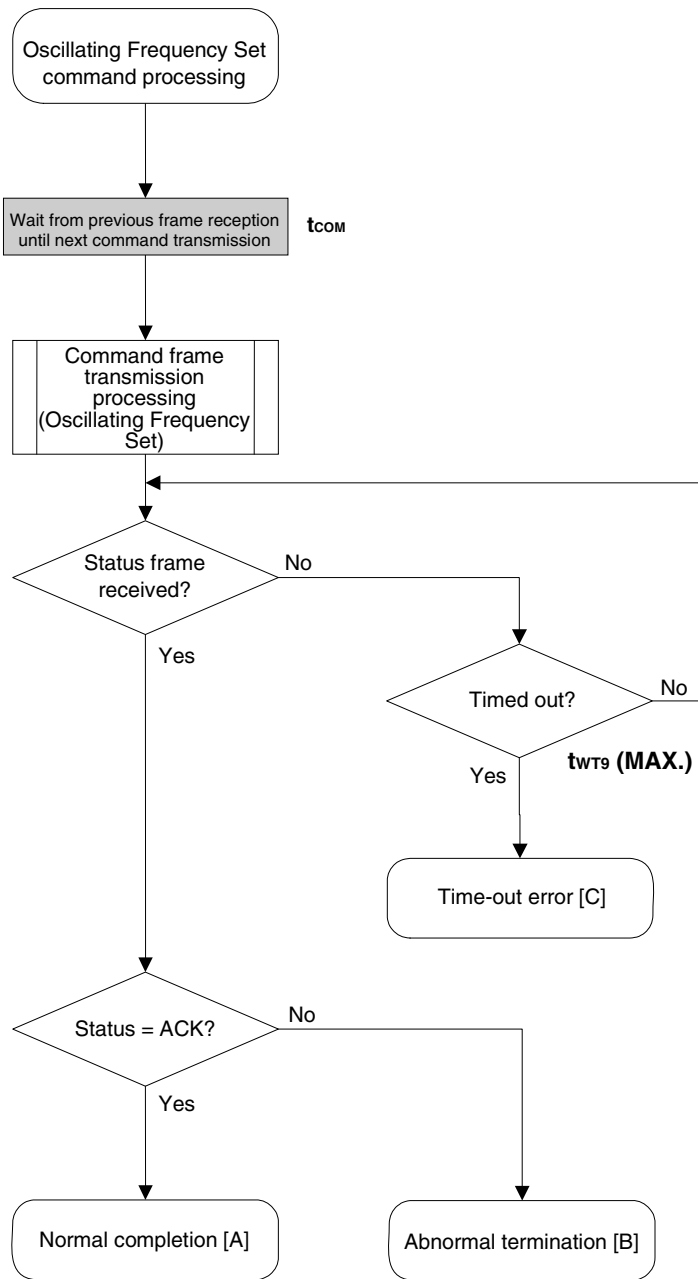 Oscillating Frequency Set
command processing
Wait from previous frame reception
until next command transmission
tCOM
Command frame
transmission
processing
(Oscillating Frequency
Set)
Status frame
received?
No
Yes
Timed out?
No
tWT9 (MAX.)
Yes
Time-out error [C]
Status = ACK?
No
Yes
Normal completion [A]
Abnormal termination [B]